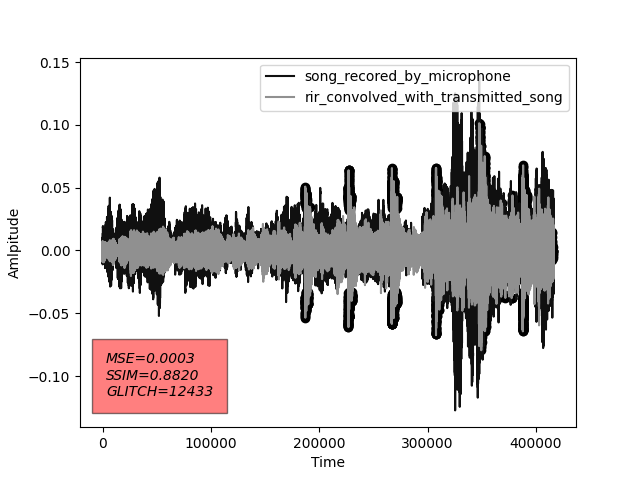 song_recored_by_microphone
rir_convolved_with_transmitted_song
0.15
0.10
0.05
0.00
−0.05
−0.10
Amlpitude
MSE=0.0003
SSIM=0.8820
GLITCH=12433
0 100000 200000 300000 400000
Time